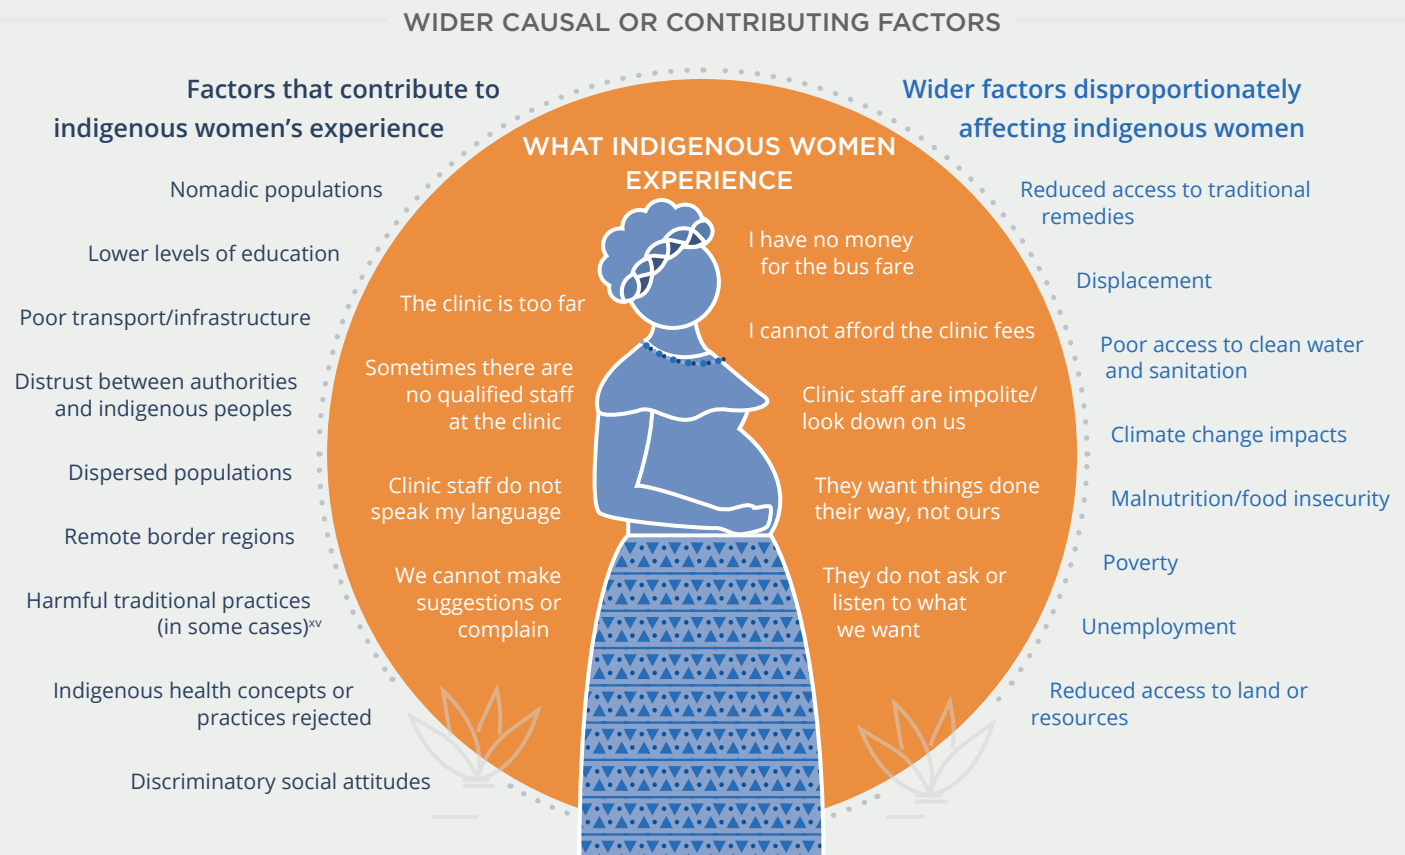 WIDER CAUSAL OR CONTRIBUTING FACTORS
Factors that contribute to
indigenous women’s experience
Nomadic populations
Lower levels of education
Poor transport/infrastructure
Distrust between authorities
and indigenous peoples
Dispersed populations
Remote border regions
Harmful traditional practices
(in some cases)xv
Indigenous health concepts or
practices rejected
Discriminatory social attitudes
WHAT INDIGENOUS WOMEN
EXPERIENCE
The clinic is too far
Sometimes there are
no qualified staff
at the clinic
Clinic staff do not
speak my language
We cannot make
suggestions or
complain
I have no money
for the bus fare
I cannot afford the clinic fees
Clinic staff are impolite/
look down on us
They want things done
their way, not ours
They do not ask or
listen to what
we want
Wider factors disproportionately
affecting indigenous women
Reduced access to traditional
remedies
Displacement
Poor access to clean water
and sanitation
Climate change impacts
Malnutrition/food insecurity
Poverty
Unemployment
Reduced access to land or
resources